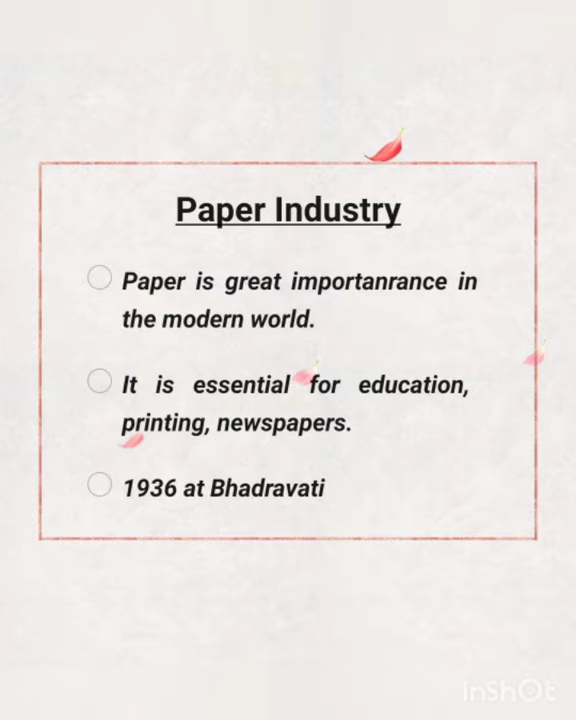 Paper Industry
Paper is great importanrance in
the modern world.
It is essential for education,
printing, newspapers.
1936 at Bhadravati
InShOt